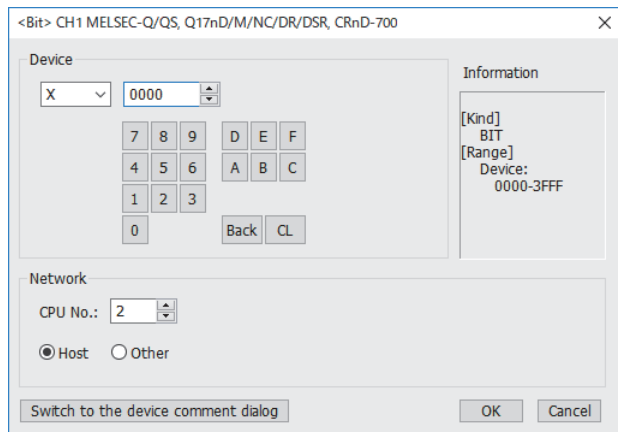 <Bit> CH1 MELSEC-Q/QS, Q17nD/M/NC/DR/DSR, CRnD-700
Device
X 0000
7 8 9 D E F
4 5 6 A B C
1 2 3
0 Back CL
Information
[Kind]
BIT
[Range]
Device:
0000-3FFF
Network
CPU No.: 2
Host Other
Switch to the device comment dialog OK Cancel